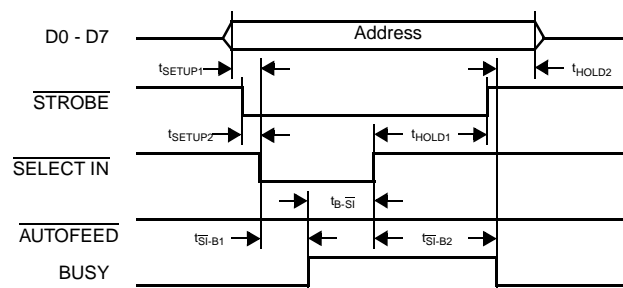 D0 - D7 Address
tSETUP1 tHOLD2
STROBE
tSETUP2 tHOLD1
SELECT IN
tB-SI
AUTOFEED
tSI-B1 tSI-B2
BUSY